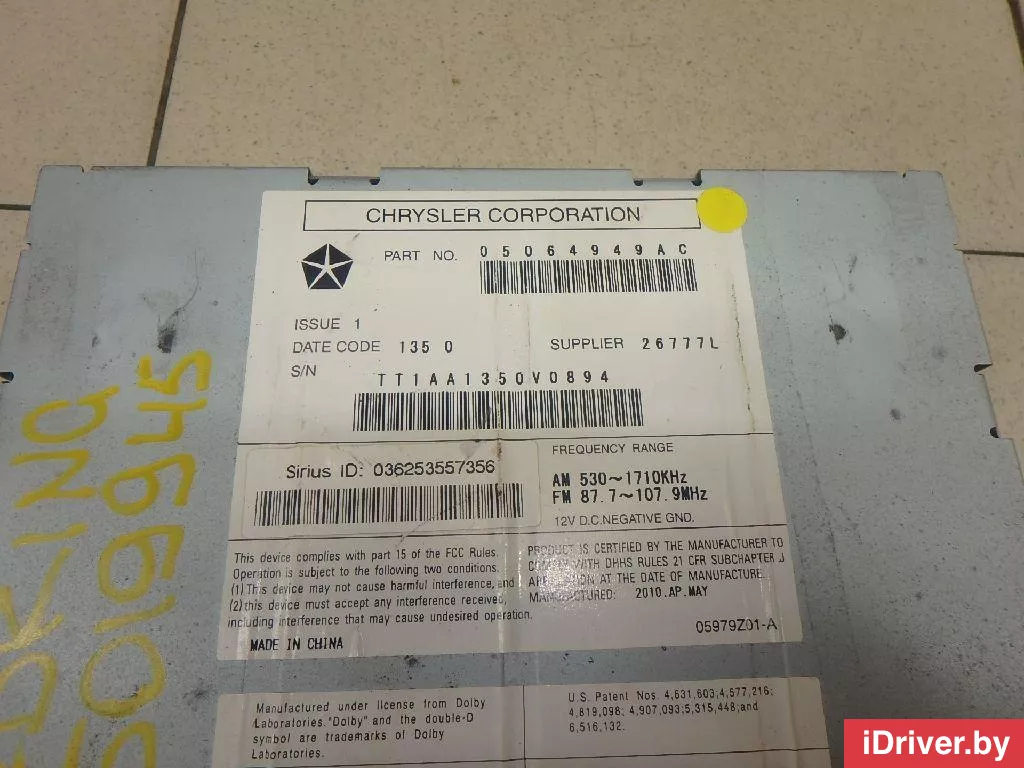 CHRYSLER CORPORATION
PART NO. 05064949AC
ISSUE 1
DATE CODE 1350
SUPPLIER 26777L
S/N
TT1AA1350V0894
Sirius ID: 036253557356
FREQUENCY RANGE
AM 530~1710KHz
FM 87.7~107.9MHz
12V D.C.NEGATIVE GND.
This device complies with part 15 of the FCC Rules.
Operation is subject to the following two conditions.
(1)This device may not cause harmful interference, and
(2)this device must accept any interference received,
including interference that may cause undesired operation.
MADE IN CHINA
PRODUCT IS CERTIFIED BY THE MANUFACTURER TO
COMPLY WITH DHHS RULES 21 CFR SUBCHAPTER J
APPLICATION AT THE DATE OF MANUFACTURE.
MANUFACTURED: 2010.AP.MAY
05979Z01-A
Manufactured under license from Dolby
Laboratories."Dolby" and the double-D
symbol are trademarks of Dolby
Laboratories.
U.S. Patent Nos. 4,631,603;4,577,216;
4,819,098; 4,907,093;5,315,448;and
6,516,132.
5019945
iDriver.by